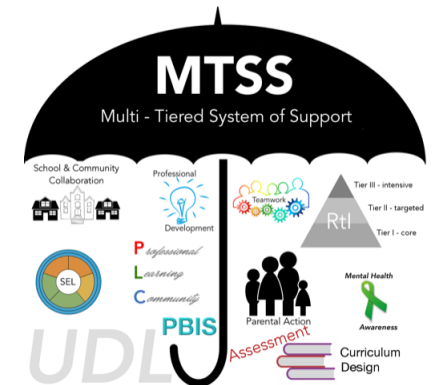 MTSS
Multi - Tiered System of Support
School & Community
Collaboration
Professional
Development
Teamwork
Tier III - intensive
Tier II - targeted
Tier I - core
RtI
SEL
Professional
Learning
Community
PBIS
Parental Action
Mental Health
Awareness
UDL
Assessment
Curriculum
Design